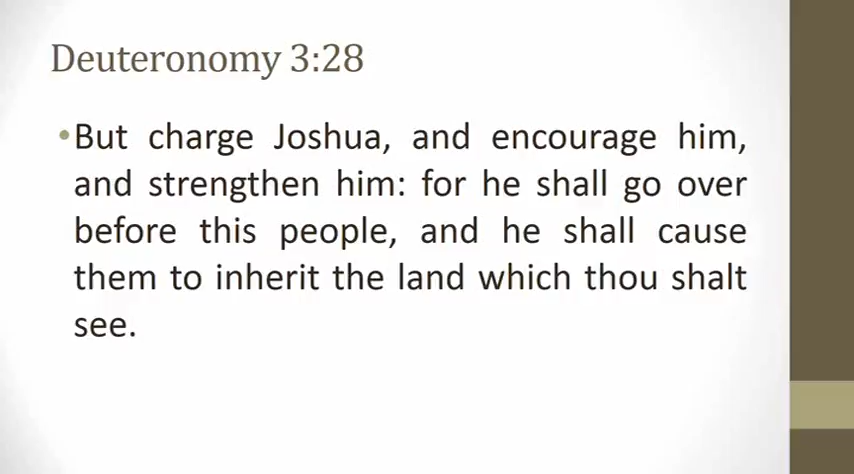 Deuteronomy 3:28
•But charge Joshua, and encourage him,
and strengthen him: for he shall go over
before this people, and he shall cause
them to inherit the land which thou shalt
see.